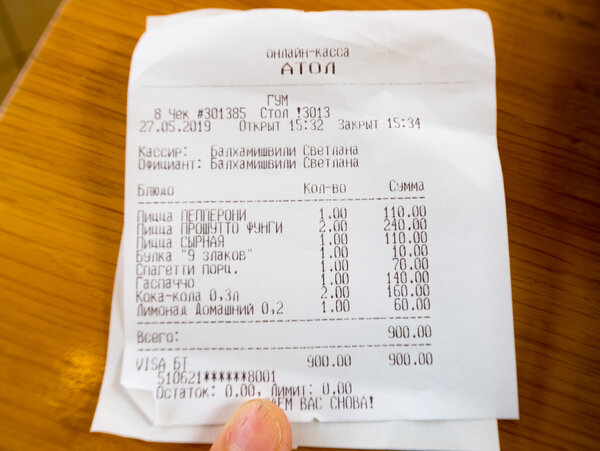 онлайн-касса
АТОЛ
ГУМ
8 Чек #301385 Стол !3013
27.05.2019 Открыт 15:32 Закрыт 15:34
Кассир: Балхамишвили Светлана
Официант: Балхамишвили Светлана
Блюдо Кол-во Сумма
Пицца ПЕППЕРОНИ 1.00 110.00
Пицца ПРОШУТТО ФУНГИ 2.00 240.00
Пицца СЫРНАЯ 1.00 110.00
Булка "9 злаков" 1.00 10.00
Спагетти порц. 1.00 70.00
Гаспаччо 1.00 140.00
Кока-кола 0,3л 2.00 160.00
Лимонад Домашний 0,2 1.00 60.00
Всего: 900.00
VISA БТ 900.00 900.00
510621******8001
Остаток: 0.00, Лимит: 0.00
ВАС СНОВА!